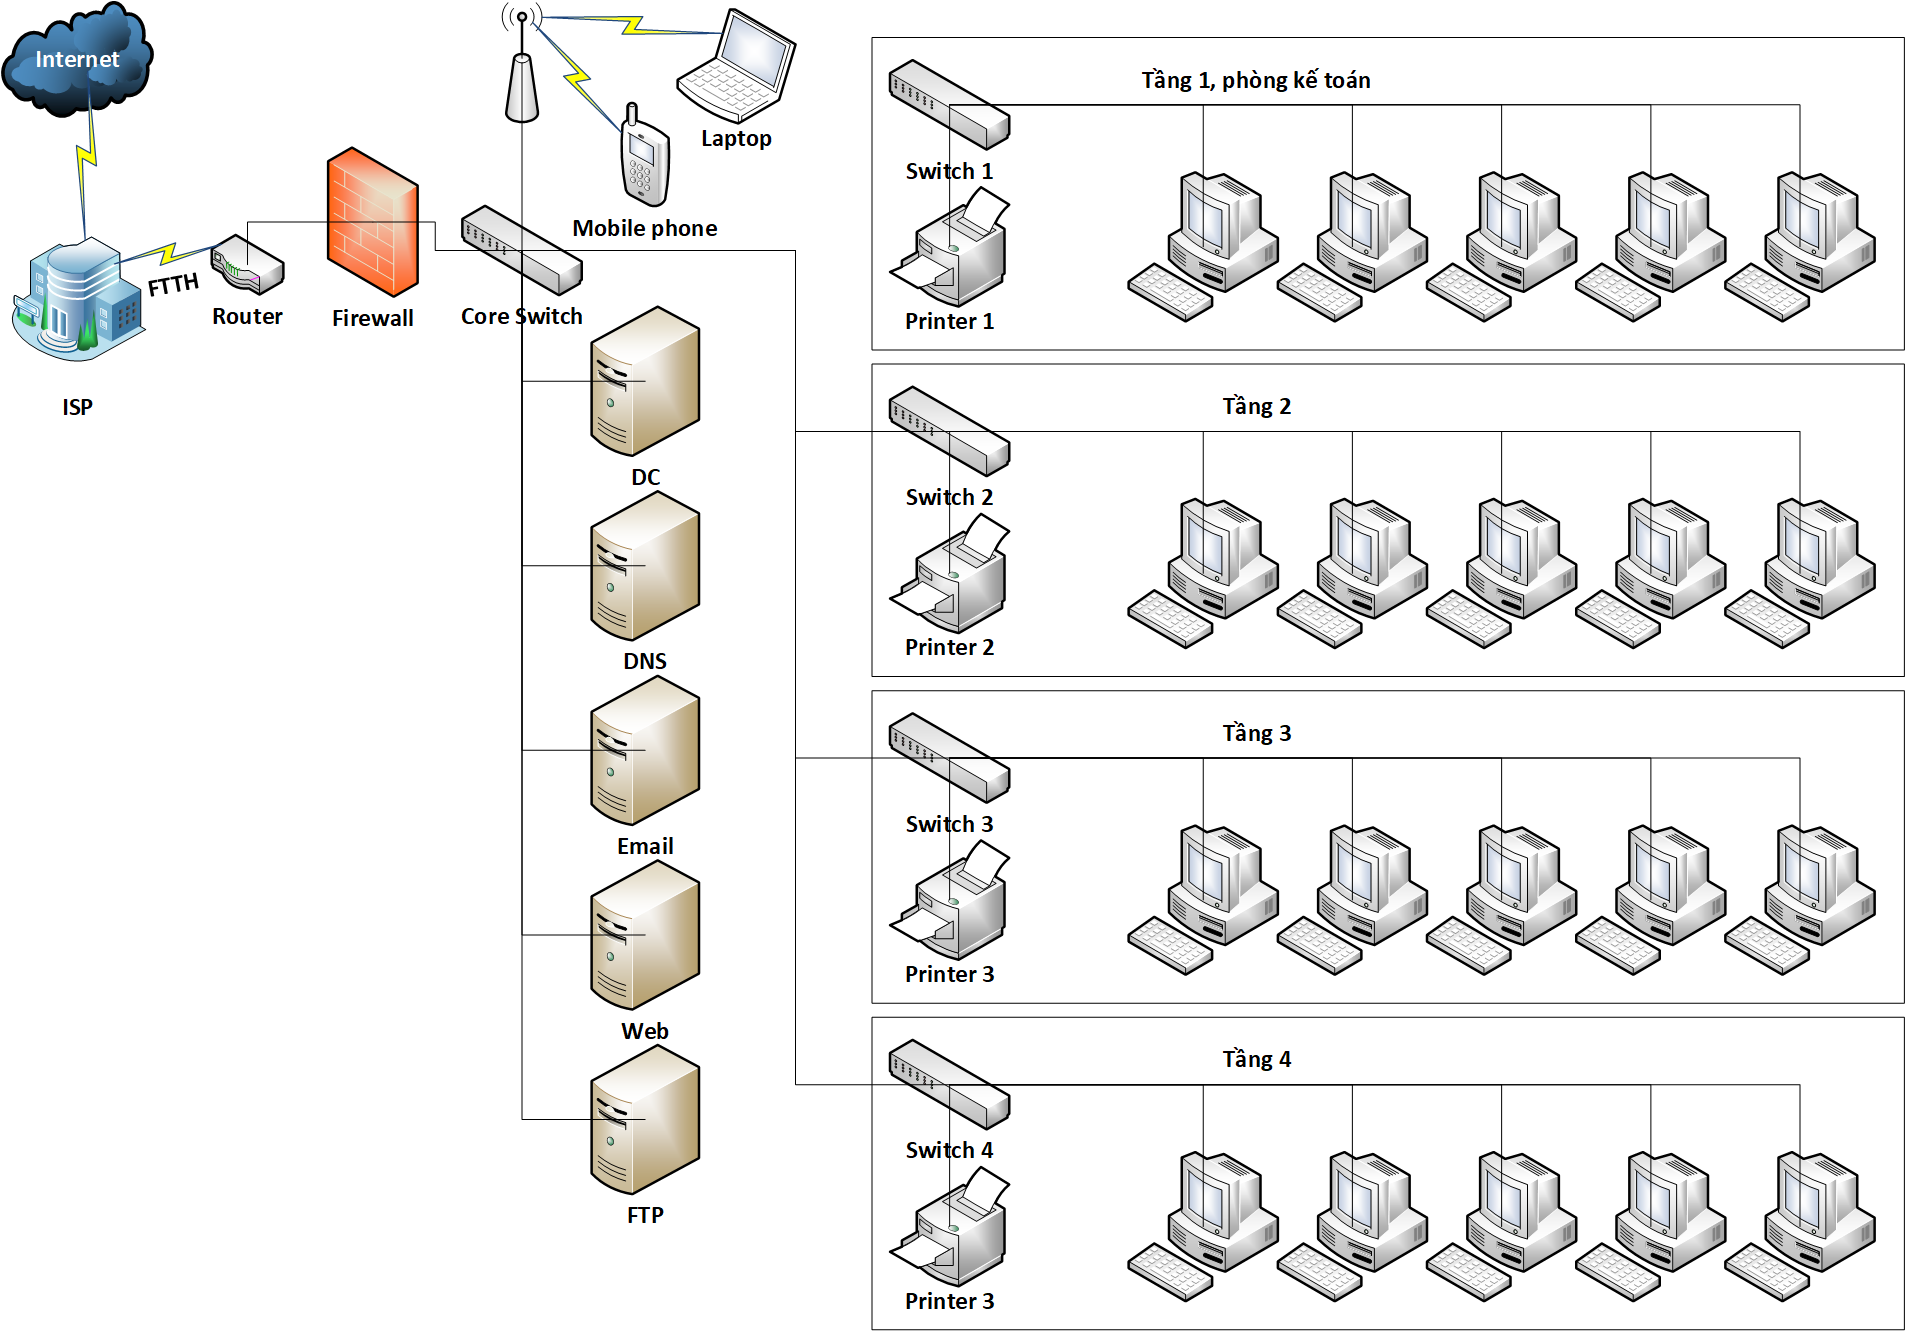 Internet
Laptop
Mobile phone
FTTH
ISP
Router
Firewall
Core Switch
DC
DNS
Email
Web
FTP
Tầng 1, phòng kế toán
Switch 1
Printer 1
Tầng 2
Switch 2
Printer 2
Tầng 3
Switch 3
Printer 3
Tầng 4
Switch 4
Printer 3